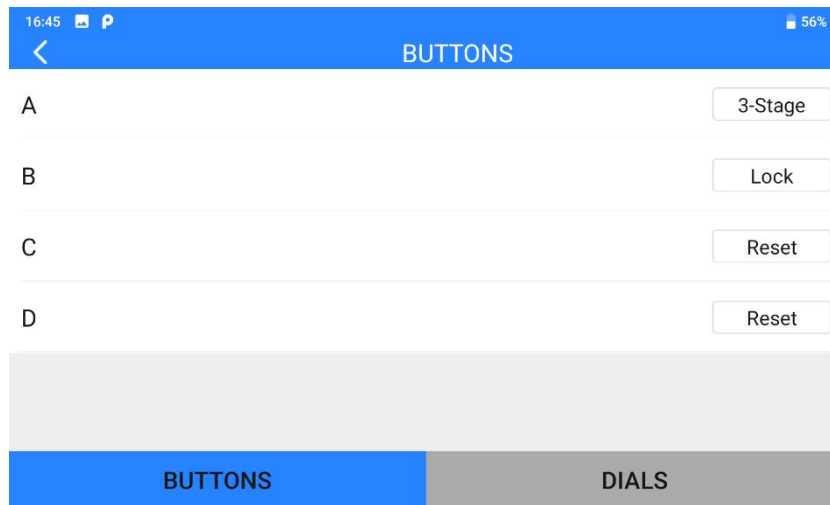 16:45 56%
BUTTONS
A 3-Stage
B Lock
C Reset
D Reset
BUTTONS DIALS